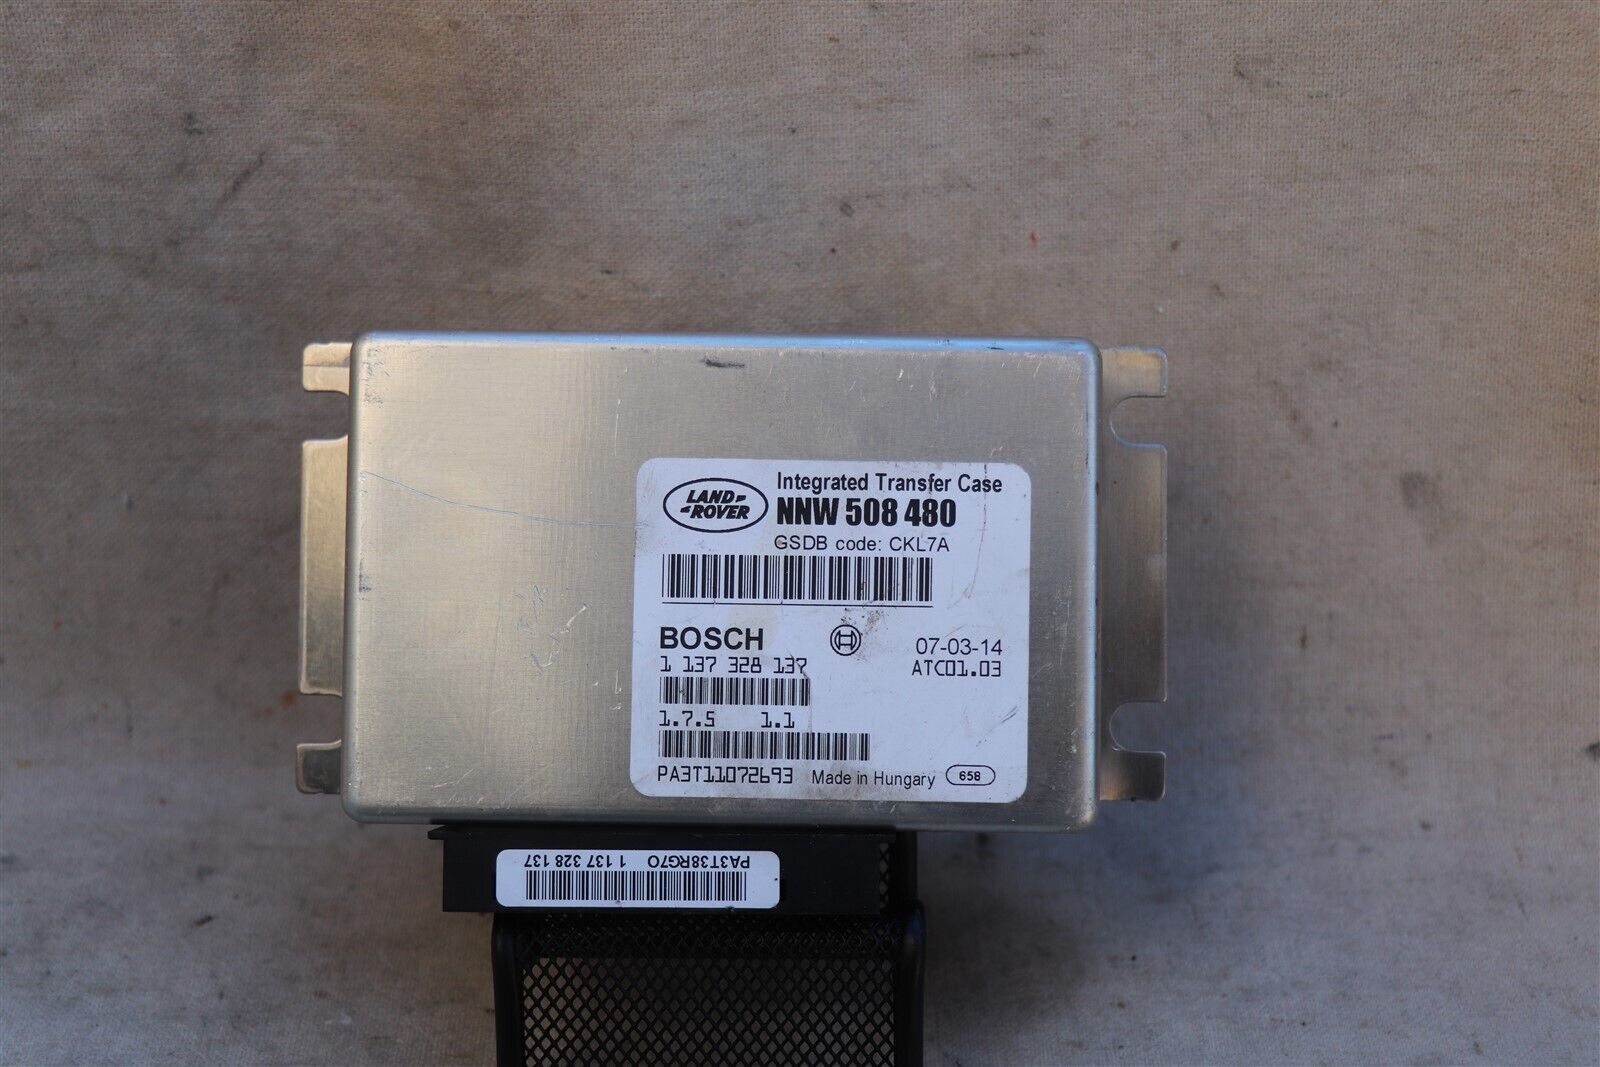 LAND-
-ROVER
Integrated Transfer Case
NNW 508 480
GSDB code: CKL7A
BOSCH
07-03-14
1 137 328 137
ATC01.03
1.7.5 1.1
PA3T11072693
Made in Hungary
658
PA3T38RG70 1 137 328 137